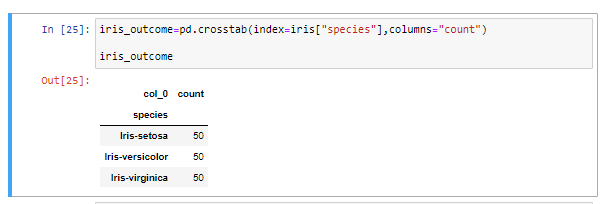 In [25]: iris_outcome=pd.crosstab(index=iris["species"],columns="count")
iris_outcome
Out[25]:
col_0 count
species
Iris-setosa 50
Iris-versicolor 50
Iris-virginica 50